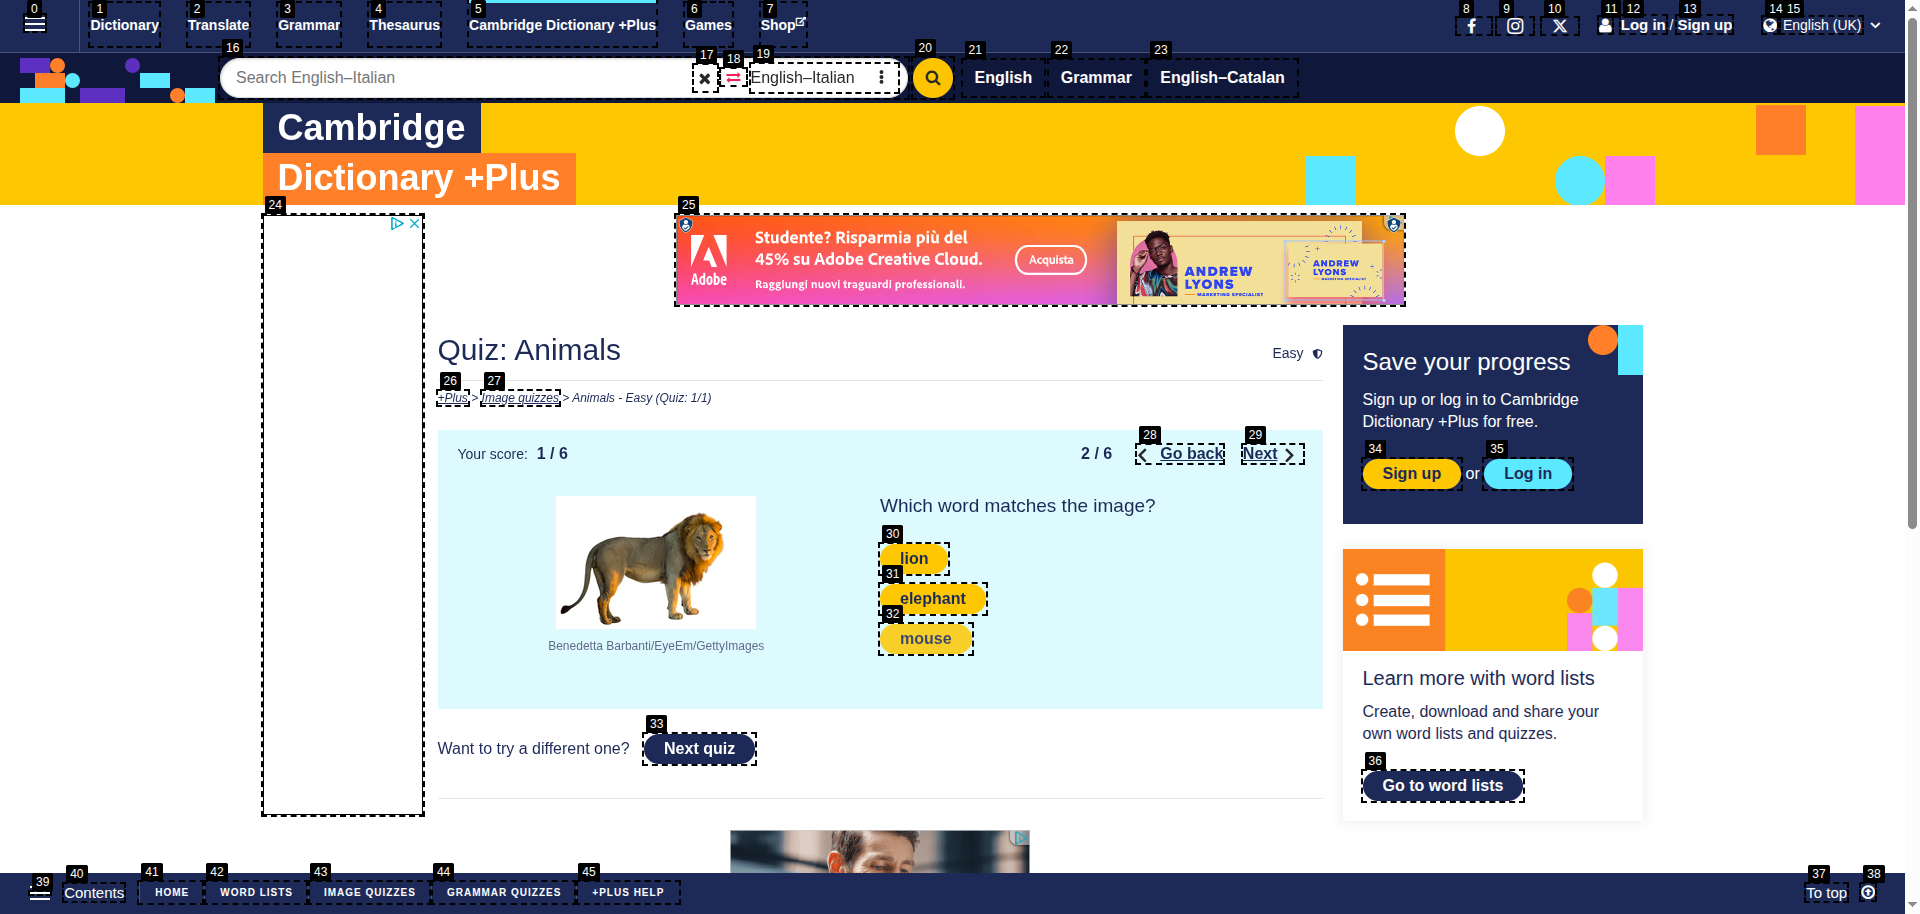 0 1 2 3 4 5 6 7 8 9 10 11 12 13 14 15
Dictionary Translate Grammar Thesaurus Cambridge Dictionary +Plus Games Shop Log in / Sign up English (UK)
16 17 18 19 20 21 22 23
Search English–Italian English–Italian English Grammar English–Catalan
Cambridge
Dictionary +Plus
24 25
Adobe
Studente? Risparmia più del
45% su Adobe Creative Cloud.
Raggiungi nuovi traguardi professionali.
Acquista
ANDREW
LYONS
MARKETING SPECIALIST
ANDREW
LYONS
MARKETING SPECIALIST
Quiz: Animals
Easy
26 27
+Plus > Image quizzes > Animals - Easy (Quiz: 1/1)
28 29
Your score: 1 / 6 2 / 6 Go back Next
Benedetta Barbanti/EyeEm/GettyImages
Which word matches the image?
30
lion
31
elephant
32
mouse
33
Want to try a different one? Next quiz
Save your progress
Sign up or log in to Cambridge
Dictionary +Plus for free.
34 35
Sign up or Log in
Learn more with word lists
Create, download and share your
own word lists and quizzes.
36
Go to word lists
39 40 41 42 43 44 45 37 38
Contents HOME WORD LISTS IMAGE QUIZZES GRAMMAR QUIZZES +PLUS HELP To top